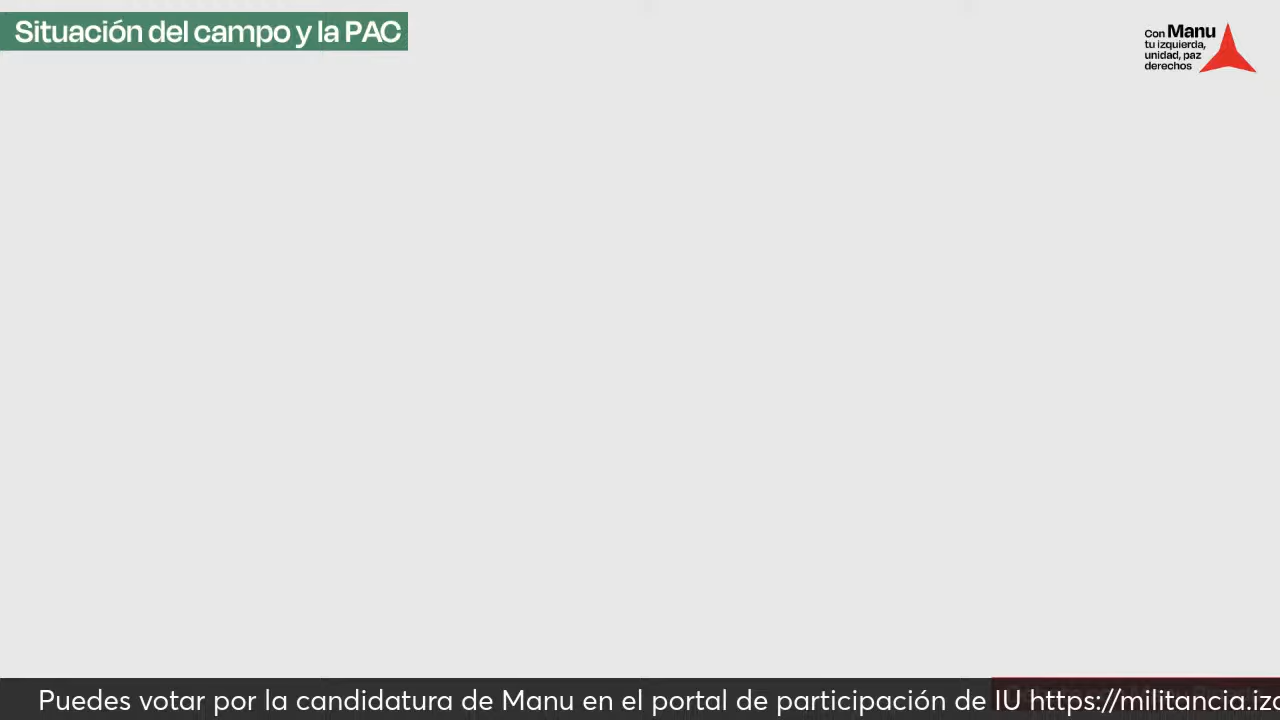 Situación del campo y la PAC
Con Manu
tu izquierda,
unidad, paz
derechos
Puedes votar por la candidatura de Manu en el portal de participación de IU https://militancia.iz